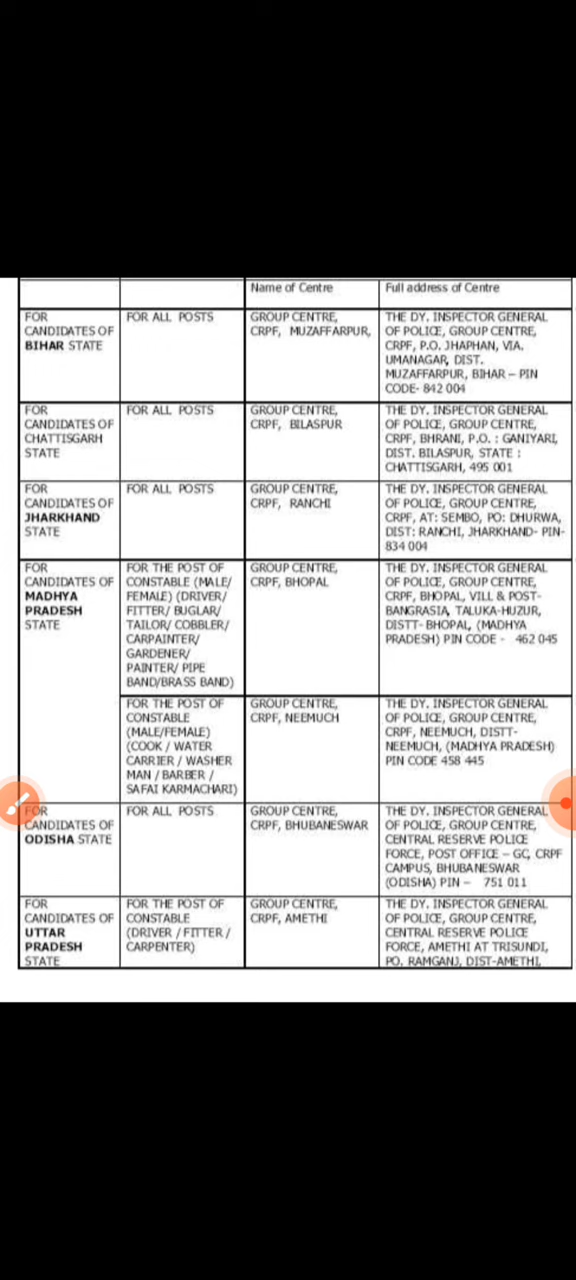 Name of Centre
Full address of Centre
FOR
CANDIDATES OF
BIHAR STATE
FOR ALL POSTS
GROUP CENTRE,
CRPF, MUZAFFARPUR,
THE DY. INSPECTOR GENERAL
OF POLICE, GROUP CENTRE,
CRPF, P.O. JHAPHAN, VIA.
UMANAGAR, DIST.
MUZAFFARPUR, BIHAR – PIN
CODE- 842 004
FOR
CANDIDATES OF
CHATTISGARH
STATE
FOR ALL POSTS
GROUP CENTRE,
CRPF, BILASPUR
THE DY. INSPECTOR GENERAL
OF POLICE, GROUP CENTRE,
CRPF, BHRANI, P.O. : GANIYARI,
DIST. BILASPUR, STATE :
CHATTISGARH, 495 001
FOR
CANDIDATES OF
JHARKHAND
STATE
FOR ALL POSTS
GROUP CENTRE,
CRPF, RANCHI
THE DY. INSPECTOR GENERAL
OF POLICE, GROUP CENTRE,
CRPF, AT: SEMBO, PO: DHURWA,
DIST: RANCHI, JHARKHAND- PIN-
834 004
FOR
CANDIDATES OF
MADHYA
PRADESH
STATE
FOR THE POST OF
CONSTABLE (MALE/
FEMALE) (DRIVER/
FITTER/ BUGLAR/
TAILOR/ COBBLER/
CARPAINTER/
GARDENER/
PAINTER/ PIPE
BAND/BRASS BAND)
GROUP CENTRE,
CRPF, BHOPAL
THE DY. INSPECTOR GENERAL
OF POLICE, GROUP CENTRE,
CRPF, BHOPAL, VILL & POST-
BANGRASIA, TALUKA-HUZUR,
DISTT- BHOPAL, (MADHYA
PRADESH) PIN CODE - 462 045
FOR THE POST OF
CONSTABLE
(MALE/FEMALE)
(COOK / WATER
CARRIER / WASHER
MAN / BARBER /
SAFAI KARMACHARI)
GROUP CENTRE,
CRPF, NEEMUCH
THE DY. INSPECTOR GENERAL
OF POLICE, GROUP CENTRE,
CRPF, NEEMUCH, DISTT-
NEEMUCH, (MADHYA PRADESH)
PIN CODE 458 445
FOR
CANDIDATES OF
ODISHA STATE
FOR ALL POSTS
GROUP CENTRE,
CRPF, BHUBANESWAR
THE DY. INSPECTOR GENERAL
OF POLICE, GROUP CENTRE,
CENTRAL RESERVE POLICE
FORCE, POST OFFICE – GC, CRPF
CAMPUS, BHUBANESWAR
(ODISHA) PIN – 751 011
FOR
CANDIDATES OF
UTTAR
PRADESH
STATE
FOR THE POST OF
CONSTABLE
(DRIVER / FITTER /
CARPENTER)
GROUP CENTRE,
CRPF, AMETHI
THE DY. INSPECTOR GENERAL
OF POLICE, GROUP CENTRE,
CENTRAL RESERVE POLICE
FORCE, AMETHI AT TRISUNDI,
PO. RAMGANJ, DIST-AMETHI,